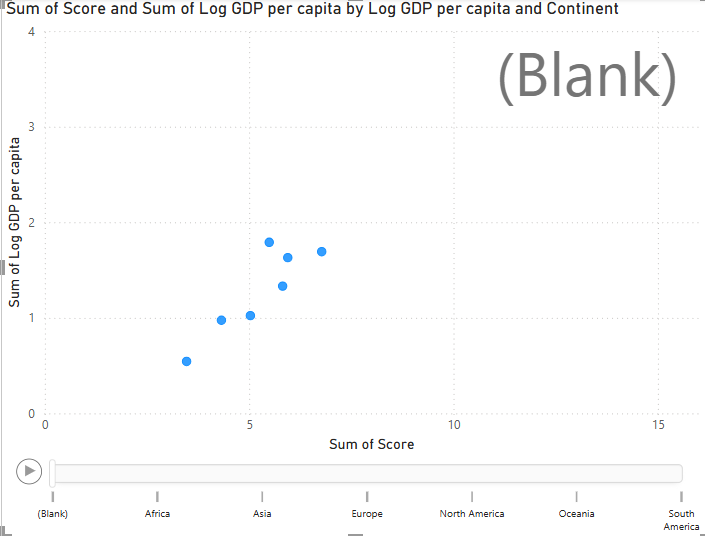 Sum of Score and Sum of Log GDP per capita by Log GDP per capita and Continent
(Blank)
4
3
2
1
0
Sum of Log GDP per capita
0 5 10 15
Sum of Score
(Blank) Africa Asia Europe North America Oceania South
America